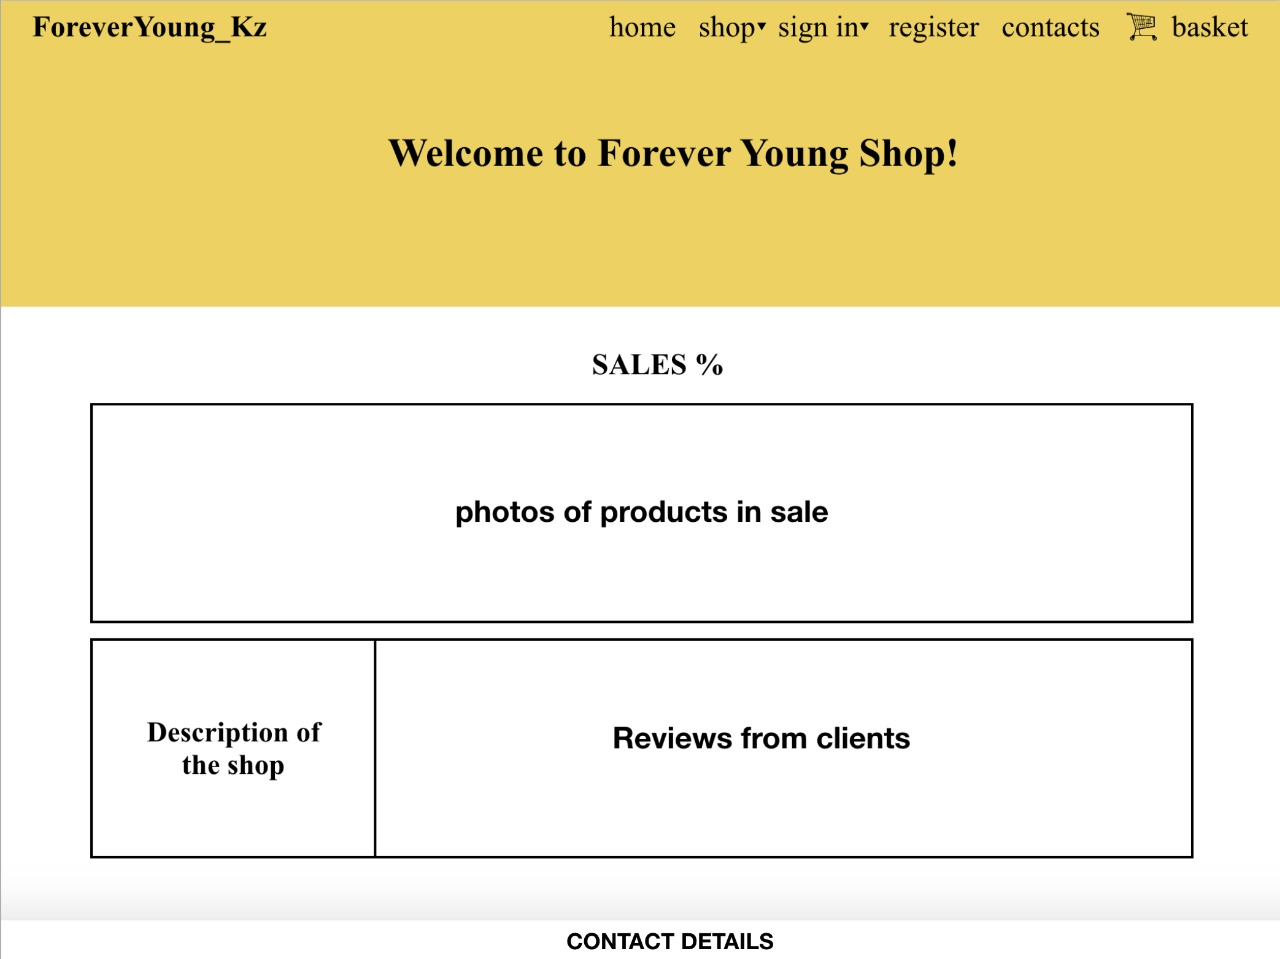 ForeverYoung_Kz
home shop▾ sign in▾ register contacts basket
Welcome to Forever Young Shop!
SALES %
photos of products in sale
Description of
the shop
Reviews from clients
CONTACT DETAILS